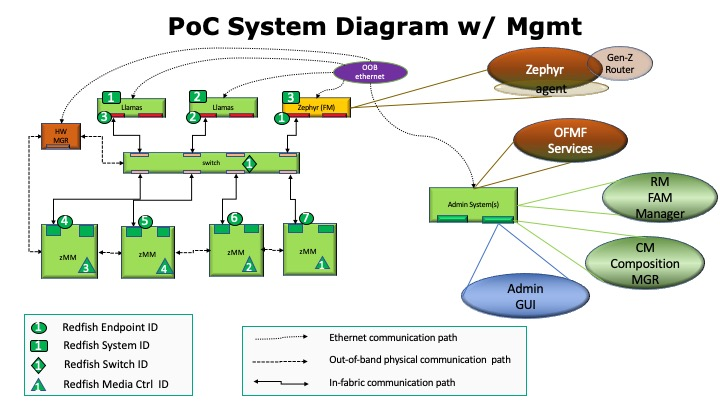 PoC System Diagram w/ Mgmt
OOB
ethernet
Zephyr
agent
Gen-Z
Router
1
Llamas
3
2
Llamas
2
3
Zephyr (FM)
1
HW
MGR
switch
1
OFMF
Services
RM
FAM
Manager
Admin System(s)
CM
Composition
MGR
Admin
GUI
4
zMM
3
5
zMM
4
6
zMM
2
7
zMM
1
1 Redfish Endpoint ID
1 Redfish System ID
1 Redfish Switch ID
1 Redfish Media Ctrl ID
Ethernet communication path
Out-of-band physical communication path
In-fabric communication path